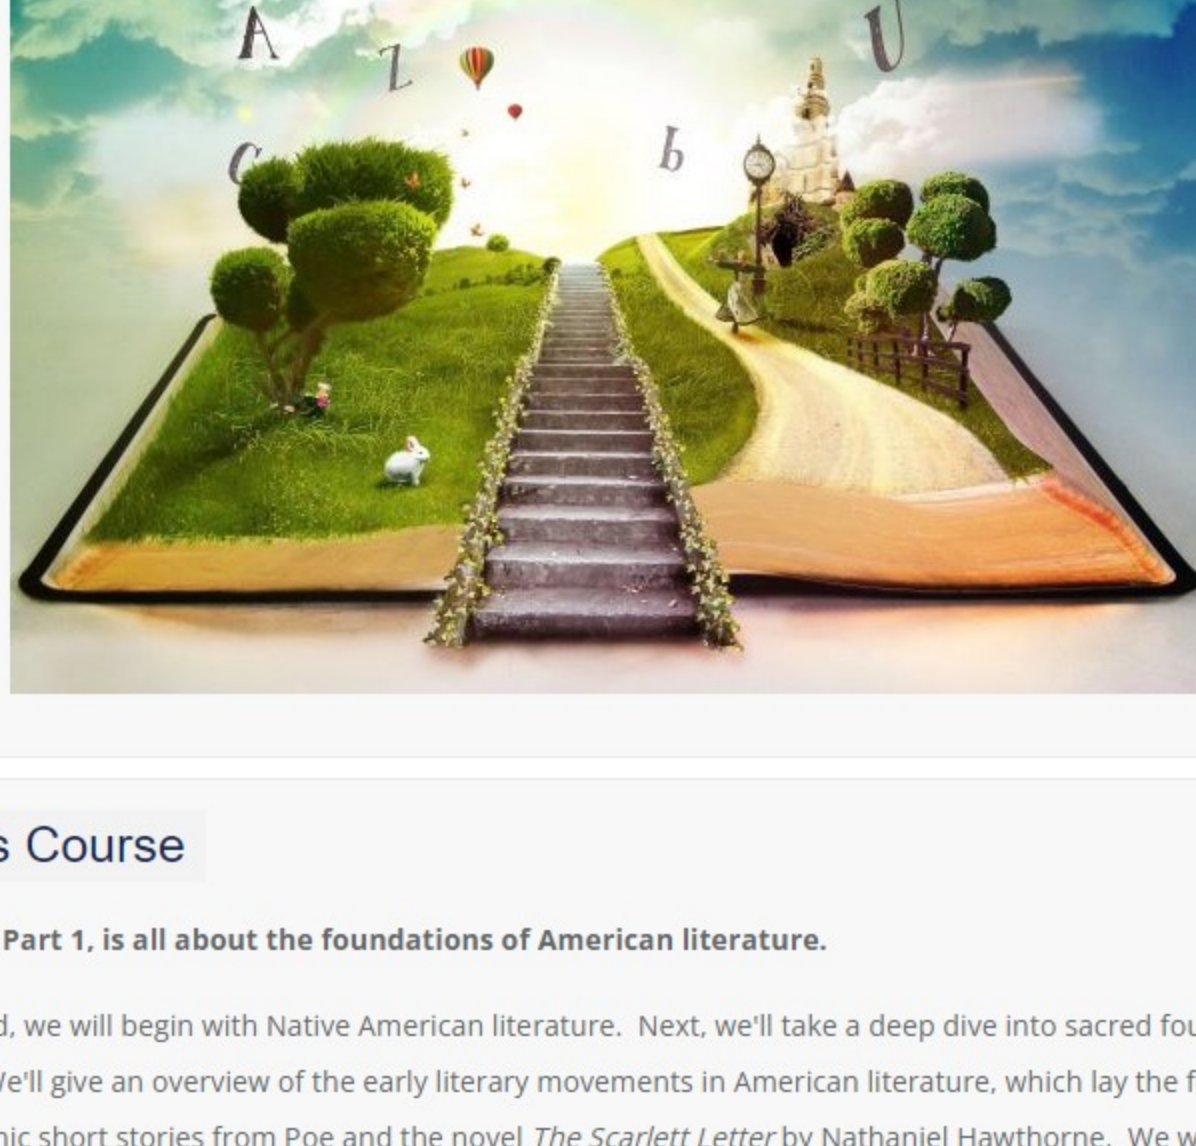 A
Z
U
C
b
s Course
Part 1, is all about the foundations of American literature.
d, we will begin with Native American literature.  Next, we'll take a deep dive into sacred fou
We'll give an overview of the early literary movements in American literature, which lay the f
nic short stories from Poe and the novel The Scarlett Letter by Nathaniel Hawthorne.  We w